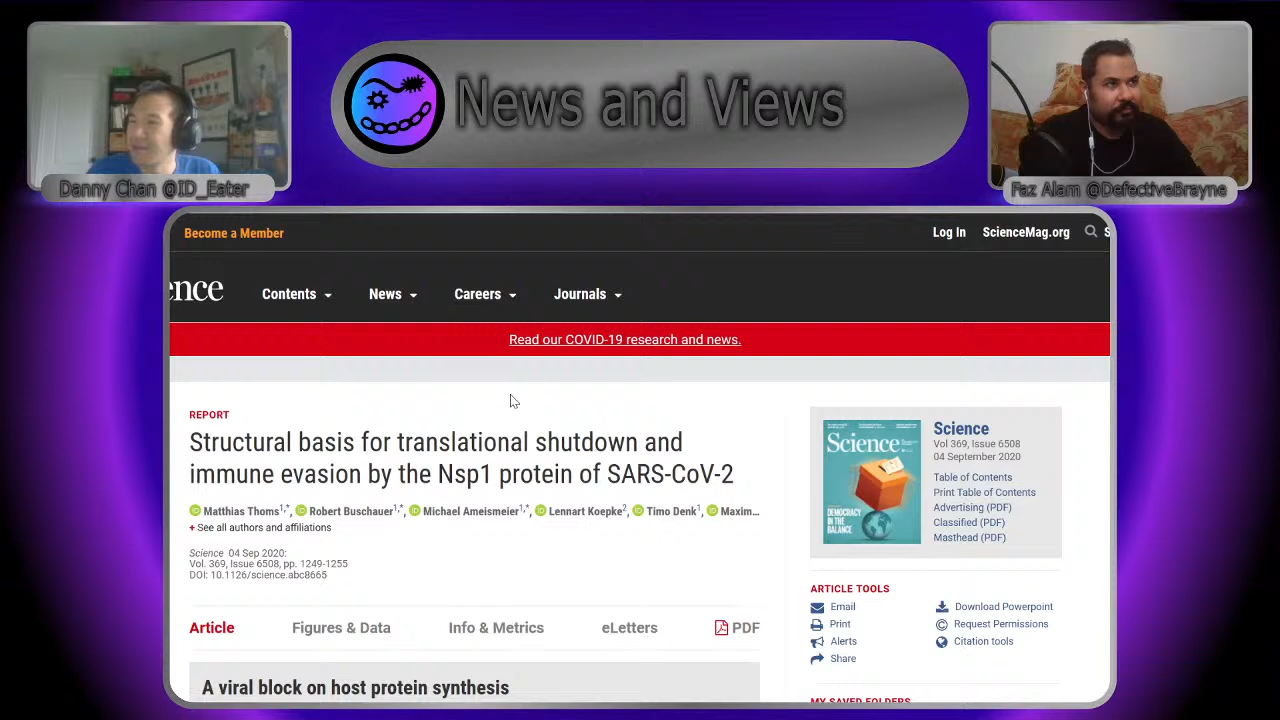 News and Views
Danny Chan @ID_Eater
Faz Alam @DefectiveBrayne
Become a Member
Log In
ScienceMag.org
S
ence
Contents
News
Careers
Journals
Read our COVID-19 research and news.
REPORT
Structural basis for translational shutdown and
immune evasion by the Nsp1 protein of SARS-CoV-2
Matthias Thoms1,*, Robert Buschauer1,*, Michael Ameismeier1,*, Lennart Koepke2, Timo Denk1, Maxim...
+ See all authors and affiliations
Science 04 Sep 2020:
Vol. 369, Issue 6508, pp. 1249-1255
DOI: 10.1126/science.abc8665
Article
Figures & Data
Info & Metrics
eLetters
PDF
A viral block on host protein synthesis
Science
DEMOCRACY
IN THE
BALANCE
Science
Vol 369, Issue 6508
04 September 2020
Table of Contents
Print Table of Contents
Advertising (PDF)
Classified (PDF)
Masthead (PDF)
ARTICLE TOOLS
Email
Download Powerpoint
Print
Request Permissions
Alerts
Citation tools
Share
MY SAVED FOLDERS